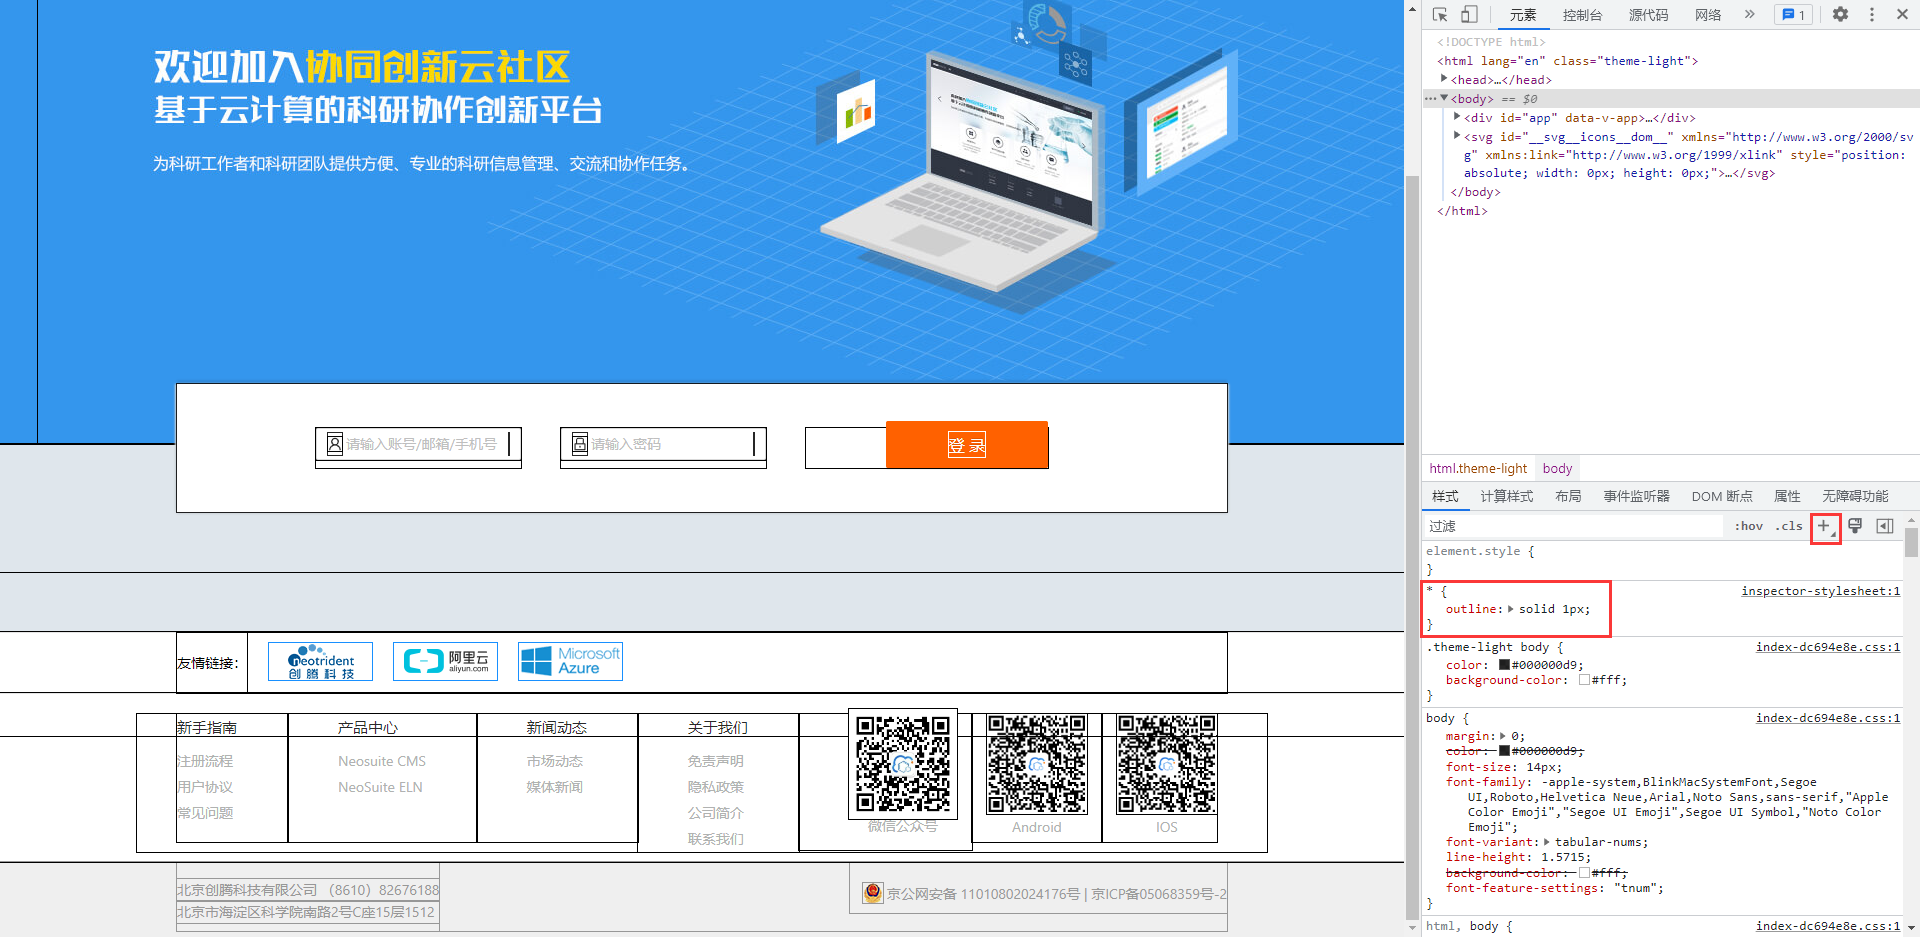 欢迎加入协同创新云社区
基于云计算的科研协作创新平台
为科研工作者和科研团队提供方便、专业的科研信息管理、交流和协作任务。
请输入账号/邮箱/手机号
请输入密码
登 录
友情链接：
neotrident
创腾科技
阿里云
aliyun.com
Microsoft
Azure
新手指南
产品中心
新闻动态
关于我们
注册流程
Neosuite CMS
市场动态
免责声明
用户协议
NeoSuite ELN
媒体新闻
隐私政策
常见问题
公司简介
联系我们
微信公众号
Android
IOS
北京创腾科技有限公司 （8610）82676188
北京市海淀区科学院南路2号C座15层1512
京公网安备 11010802024176号 | 京ICP备05068359号-2
元素
控制台
源代码
网络
»
1
<!DOCTYPE html>
<html lang="en" class="theme-light">
<head>…</head>
<body> == $0
<div id="app" data-v-app>…</div>
<svg id="__svg__icons__dom__" xmlns="http://www.w3.org/2000/sv
g" xmlns:link="http://www.w3.org/1999/xlink" style="position:
absolute; width: 0px; height: 0px;">…</svg>
</body>
</html>
html.theme-light body
样式
计算样式
布局
事件监听器
DOM 断点
属性
无障碍功能
过滤
:hov .cls +
element.style {
}
* {
inspector-stylesheet:1
outline: solid 1px;
}
.theme-light body {
index-dc694e8e.css:1
color: #000000d9;
background-color: #fff;
}
body {
index-dc694e8e.css:1
margin: 0;
color: #000000d9;
font-size: 14px;
font-family: -apple-system,BlinkMacSystemFont,Segoe
UI,Roboto,Helvetica Neue,Arial,Noto Sans,sans-serif,"Apple
Color Emoji","Segoe UI Emoji",Segoe UI Symbol,"Noto Color
Emoji";
font-variant: tabular-nums;
line-height: 1.5715;
background-color: #fff;
font-feature-settings: "tnum";
}
html, body {
index-dc694e8e.css:1